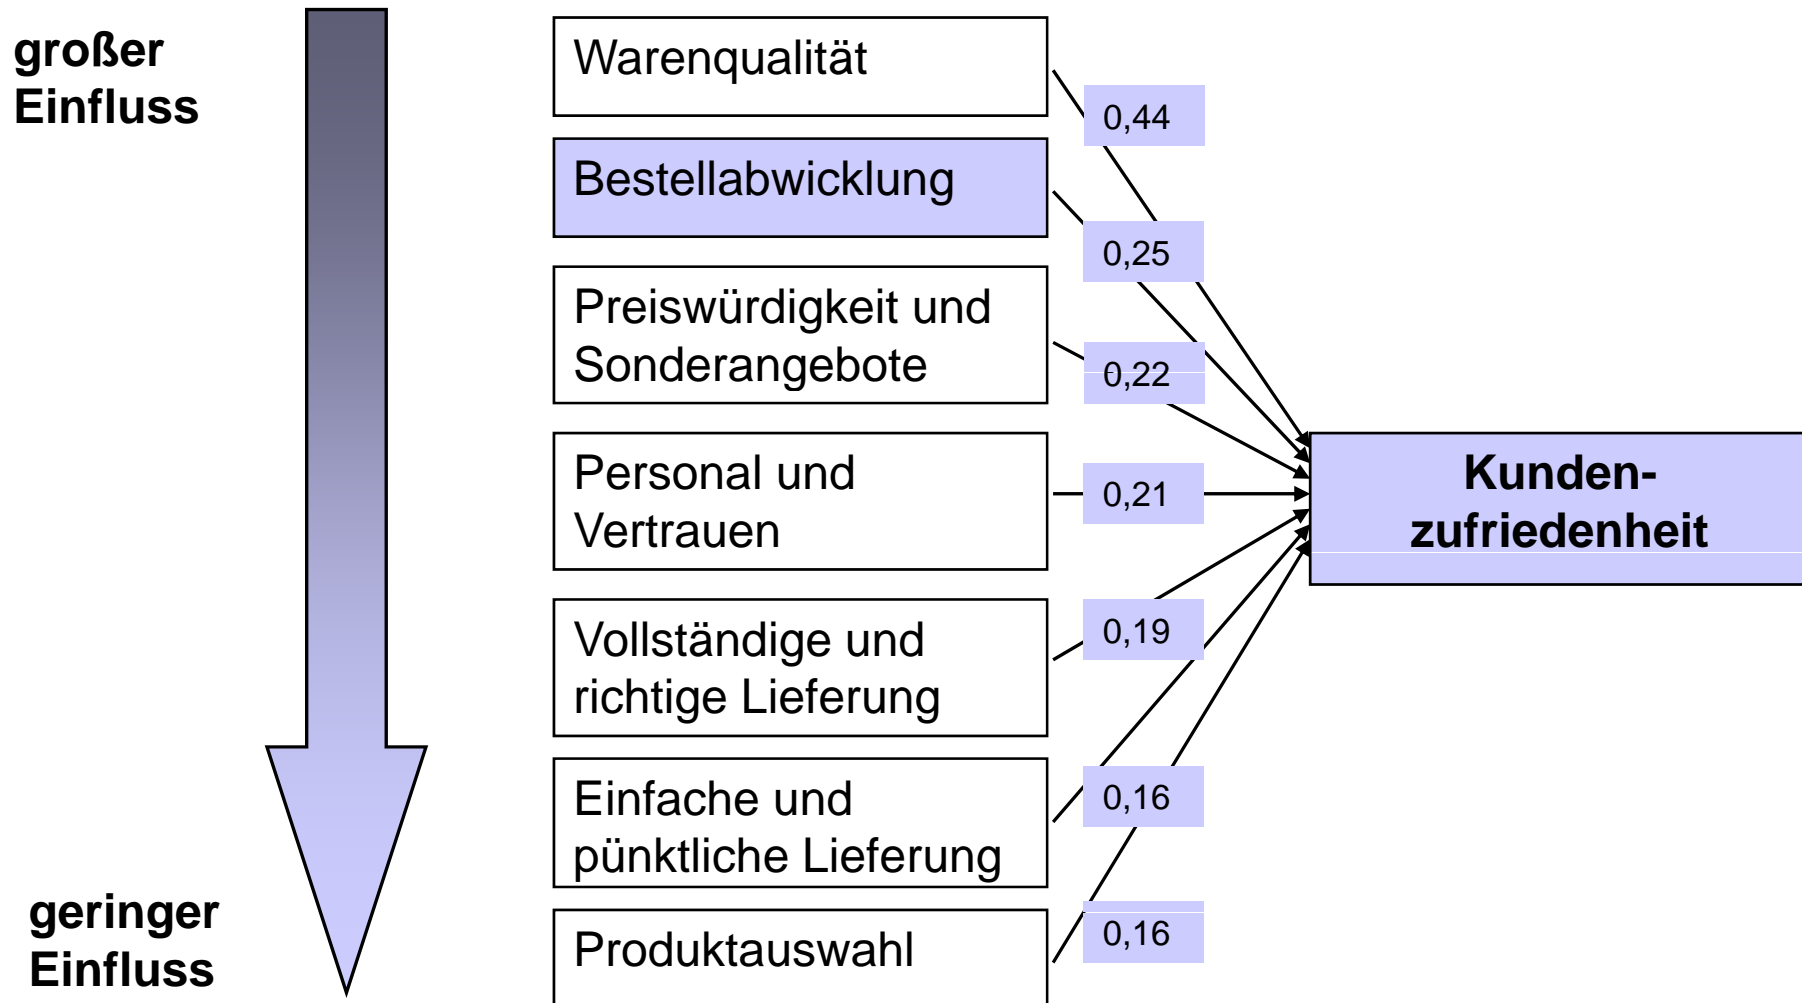 großer
Einfluss
Warenqualität
0,44
Bestellabwicklung
0,25
Preiswürdigkeit und
Sonderangebote
0,22
Personal und
Vertrauen
0,21
Kunden-
zufriedenheit
Vollständige und
richtige Lieferung
0,19
Einfache und
pünktliche Lieferung
0,16
geringer
Einfluss
Produktauswahl
0,16